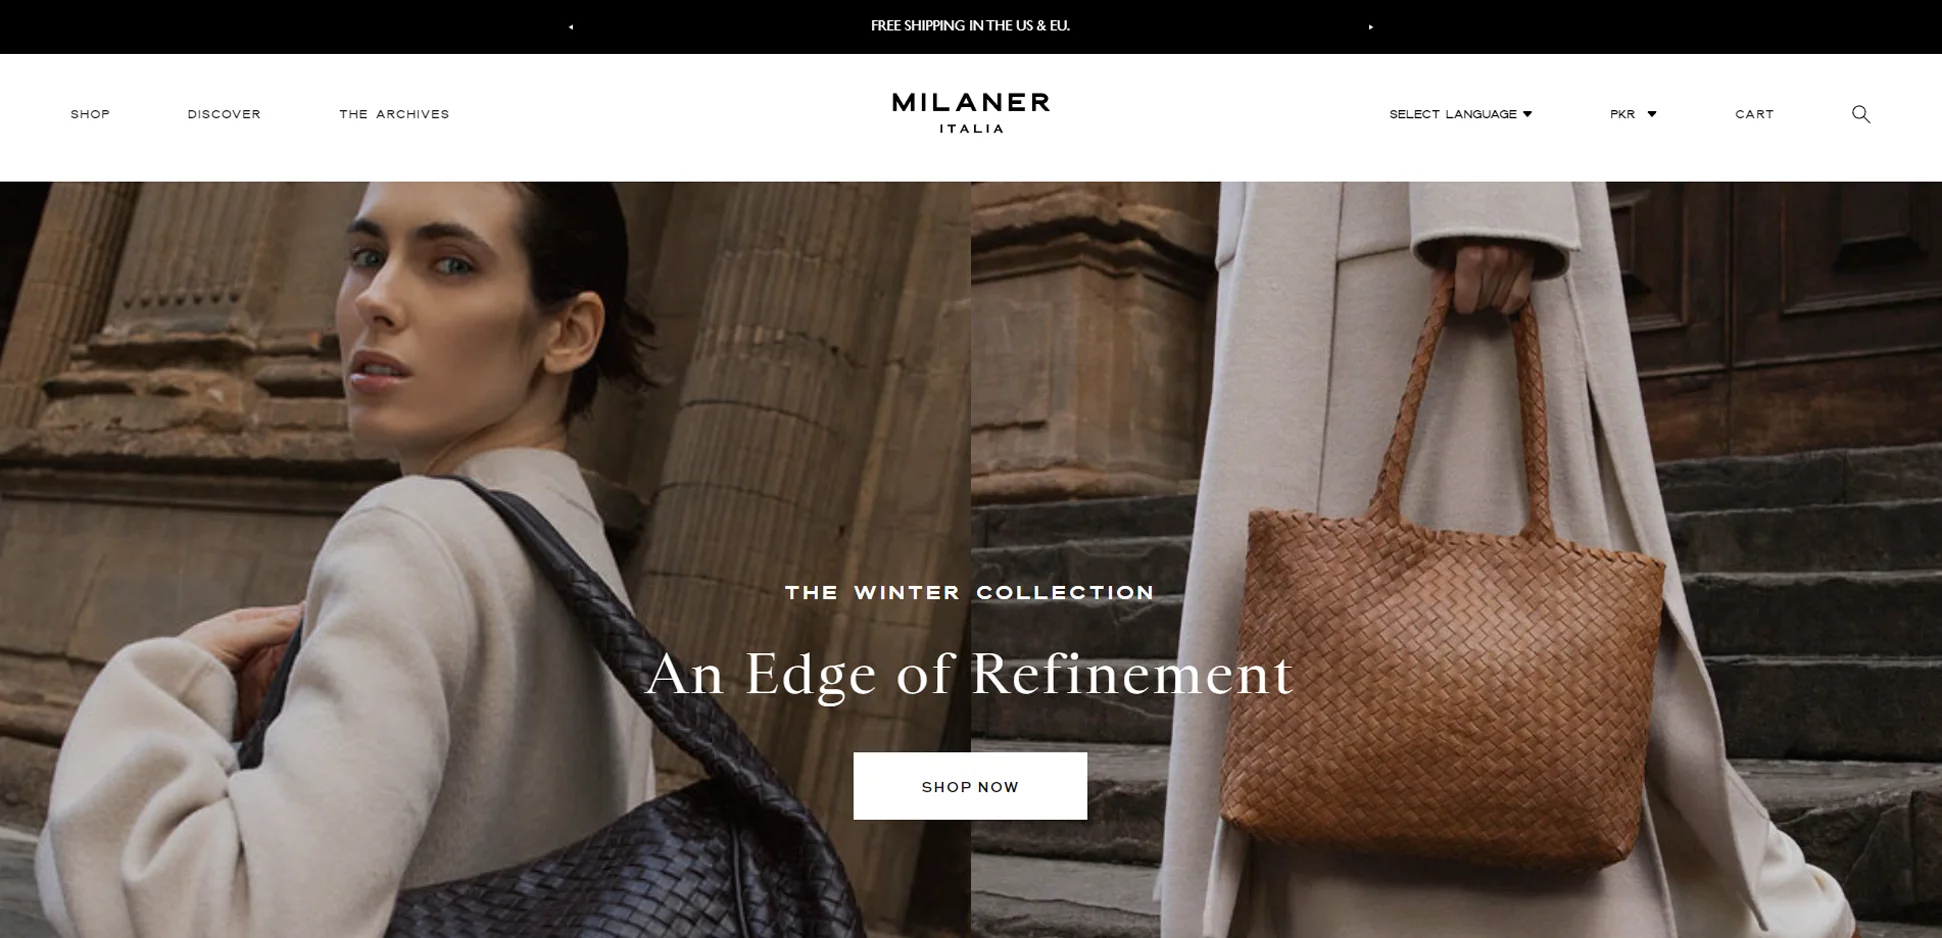 FREE SHIPPING IN THE US & EU.
SHOP
DISCOVER
THE ARCHIVES
MILANER
ITALIA
SELECT LANGUAGE
PKR
CART
THE WINTER COLLECTION
An Edge of Refinement
SHOP NOW